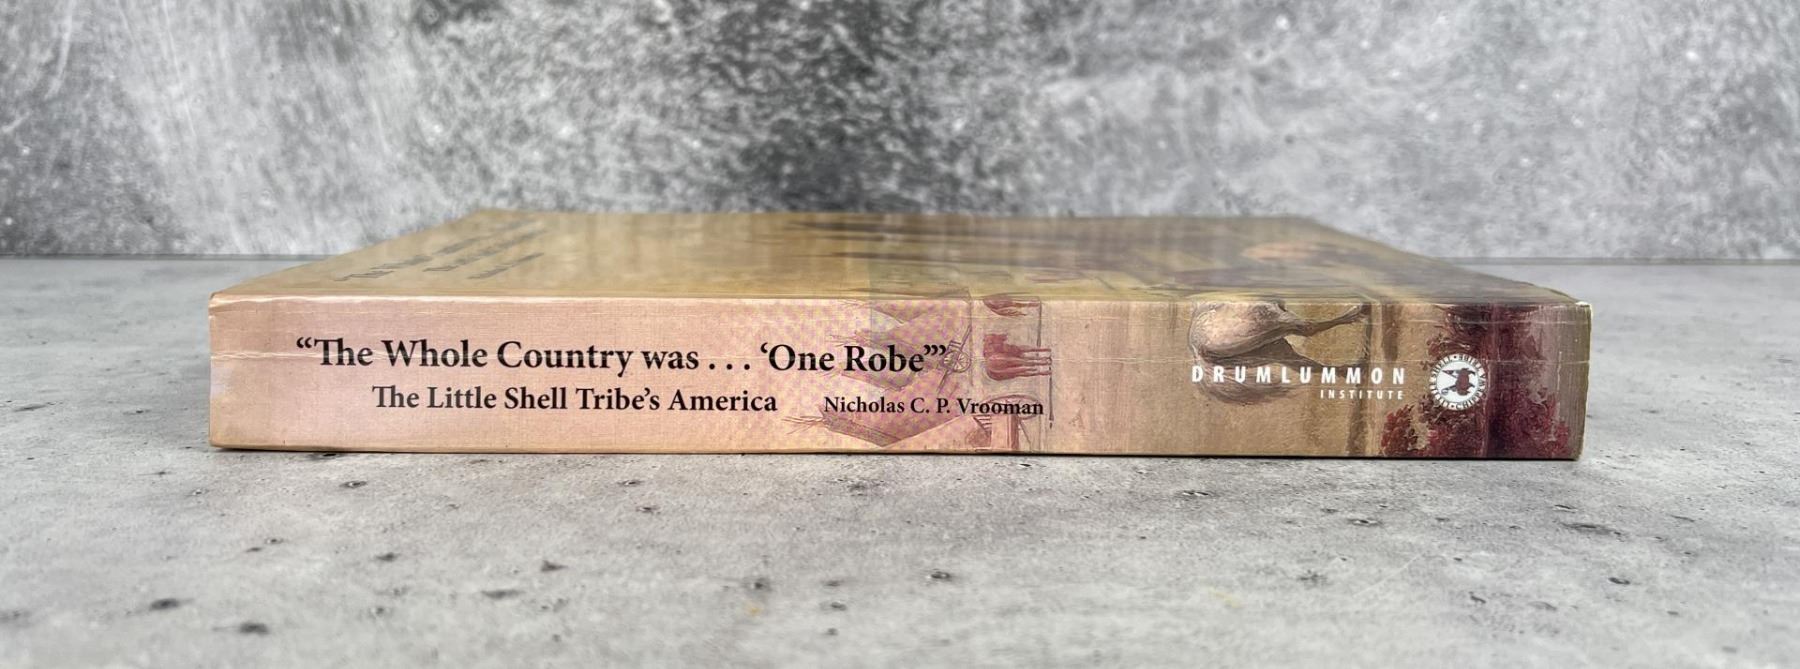 “The Whole Country was . . . ‘One Robe’”
The Little Shell Tribe’s America
Nicholas C. P. Vrooman
DRUMLUMMON
INSTITUTE